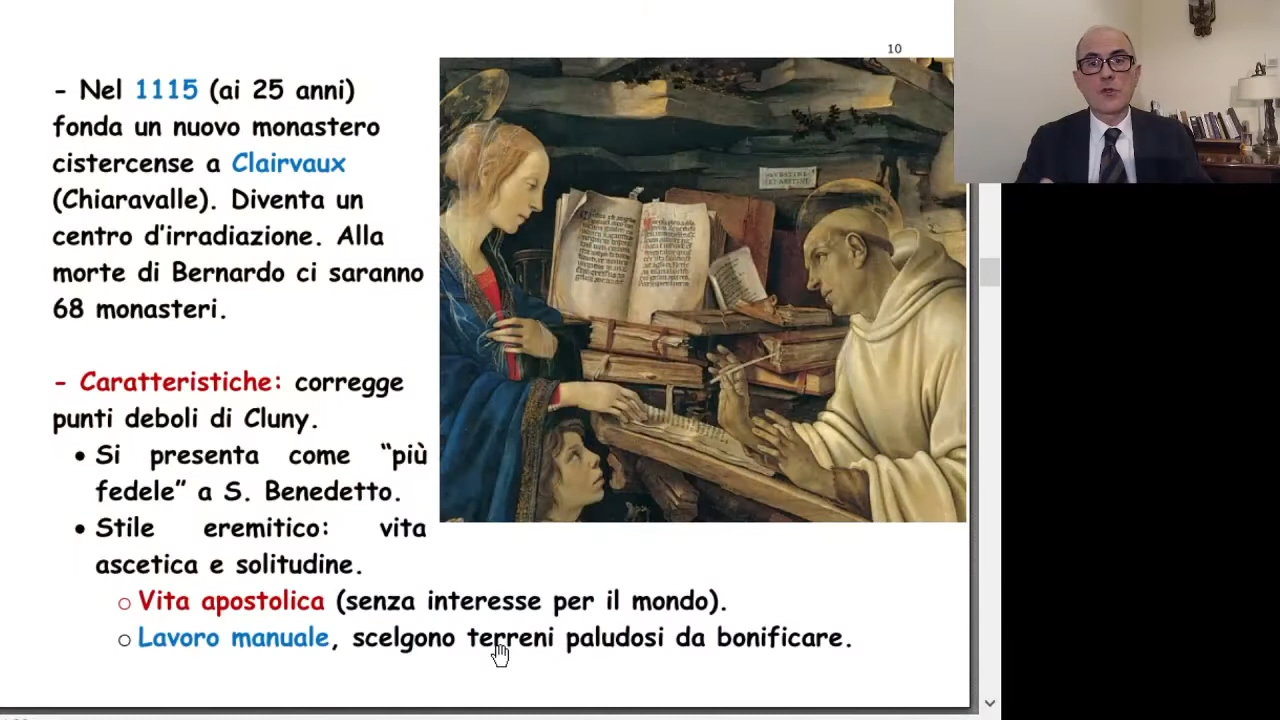 10
- Nel 1115 (ai 25 anni)
fonda un nuovo monastero
cistercense a Clairvaux
(Chiaravalle). Diventa un
centro d’irradiazione. Alla
morte di Bernardo ci saranno
68 monasteri.
- Caratteristiche: corregge
punti deboli di Cluny.
• Si presenta come “più
fedele” a S. Benedetto.
• Stile eremitico: vita
ascetica e solitudine.
○ Vita apostolica (senza interesse per il mondo).
○ Lavoro manuale, scelgono terreni paludosi da bonificare.